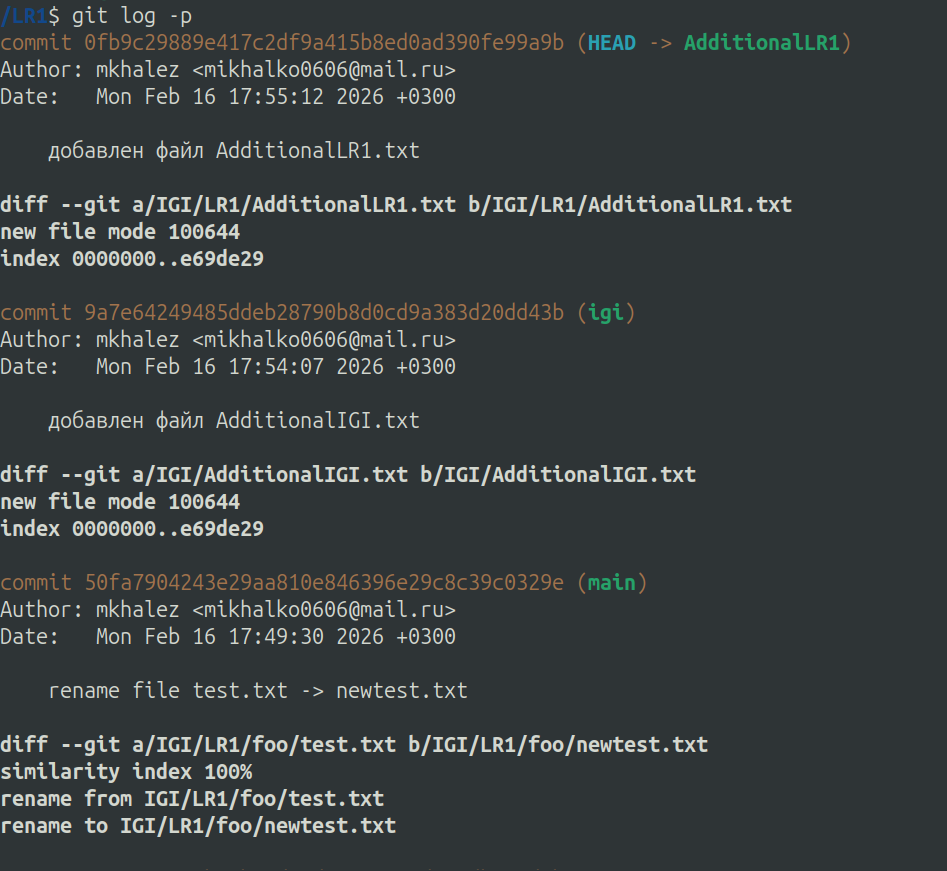 /LR1$ git log -p
commit 0fb9c29889e417c2df9a415b8ed0ad390fe99a9b (HEAD -> AdditionalLR1)
Author: mkhalez <mikhalko0606@mail.ru>
Date:   Mon Feb 16 17:55:12 2026 +0300
    добавлен файл AdditionalLR1.txt
diff --git a/IGI/LR1/AdditionalLR1.txt b/IGI/LR1/AdditionalLR1.txt
new file mode 100644
index 0000000..e69de29
commit 9a7e64249485ddeb28790b8d0cd9a383d20dd43b (igi)
Author: mkhalez <mikhalko0606@mail.ru>
Date:   Mon Feb 16 17:54:07 2026 +0300
    добавлен файл AdditionalIGI.txt
diff --git a/IGI/AdditionalIGI.txt b/IGI/AdditionalIGI.txt
new file mode 100644
index 0000000..e69de29
commit 50fa7904243e29aa810e846396e29c8c39c0329e (main)
Author: mkhalez <mikhalko0606@mail.ru>
Date:   Mon Feb 16 17:49:30 2026 +0300
    rename file test.txt -> newtest.txt
diff --git a/IGI/LR1/foo/test.txt b/IGI/LR1/foo/newtest.txt
similarity index 100%
rename from IGI/LR1/foo/test.txt
rename to IGI/LR1/foo/newtest.txt